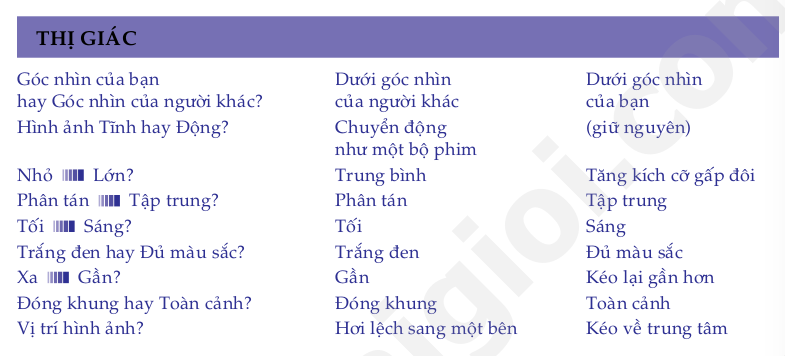 THỊ GIÁC
Góc nhìn của bạn Dưới góc nhìn Dưới góc nhìn
hay Góc nhìn của người khác? của người khác của bạn
Hình ảnh Tĩnh hay Động? Chuyển động (giữ nguyên)
như một bộ phim
Nhỏ Lớn? Trung bình Tăng kích cỡ gấp đôi
Phân tán Tập trung? Phân tán Tập trung
Tối Sáng? Tối Sáng
Trắng đen hay Đủ màu sắc? Trắng đen Đủ màu sắc
Xa Gần? Gần Kéo lại gần hơn
Đóng khung hay Toàn cảnh? Đóng khung Toàn cảnh
Vị trí hình ảnh? Hơi lệch sang một bên Kéo về trung tâm